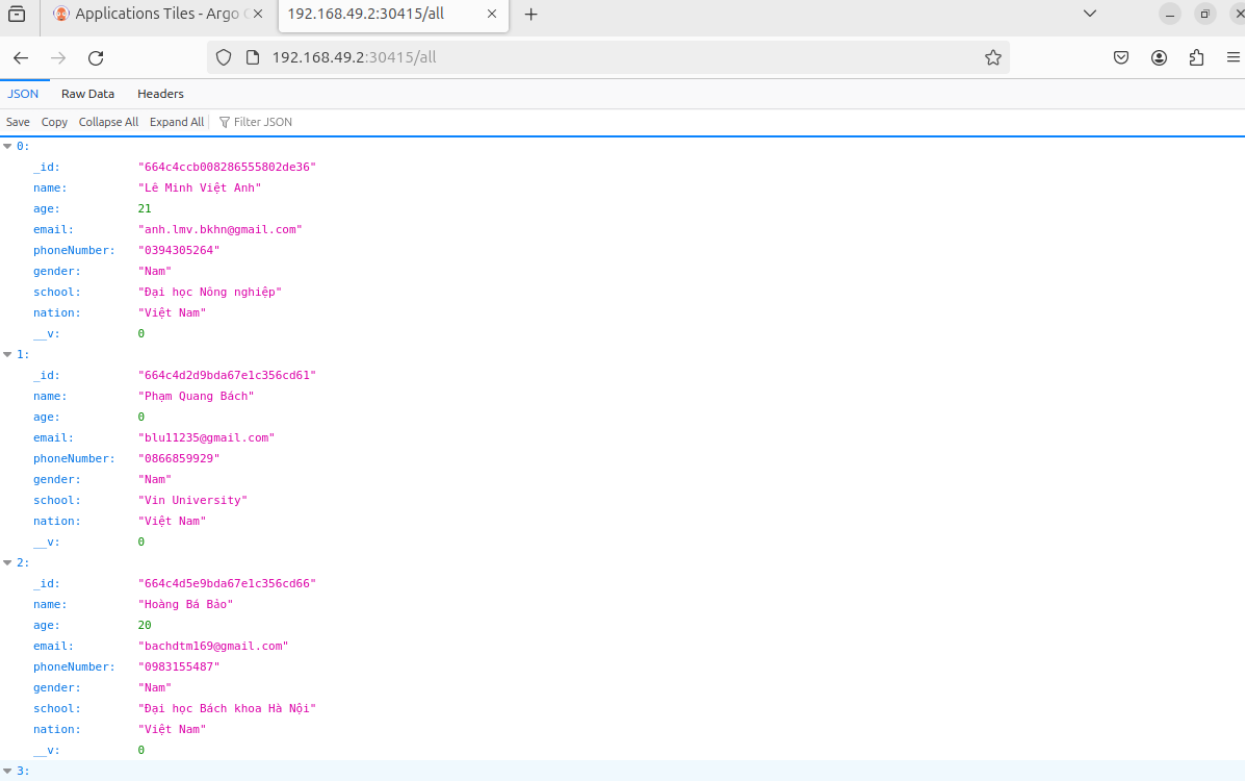 Applications Tiles - Argo C
192.168.49.2:30415/all
192.168.49.2:30415/all
JSON Raw Data Headers
Save Copy Collapse All Expand All Filter JSON
0:
_id: "664c4ccb008286555802de36"
name: "Lê Minh Việt Anh"
age: 21
email: "anh.lmv.bkhn@gmail.com"
phoneNumber: "0394305264"
gender: "Nam"
school: "Đại học Nông nghiệp"
nation: "Việt Nam"
__v: 0
1:
_id: "664c4d2d9bda67e1c356cd61"
name: "Phạm Quang Bách"
age: 0
email: "blu11235@gmail.com"
phoneNumber: "0866859929"
gender: "Nam"
school: "Vin University"
nation: "Việt Nam"
__v: 0
2:
_id: "664c4d5e9bda67e1c356cd66"
name: "Hoàng Bá Bảo"
age: 20
email: "bachdtm169@gmail.com"
phoneNumber: "0983155487"
gender: "Nam"
school: "Đại học Bách khoa Hà Nội"
nation: "Việt Nam"
__v: 0
3: